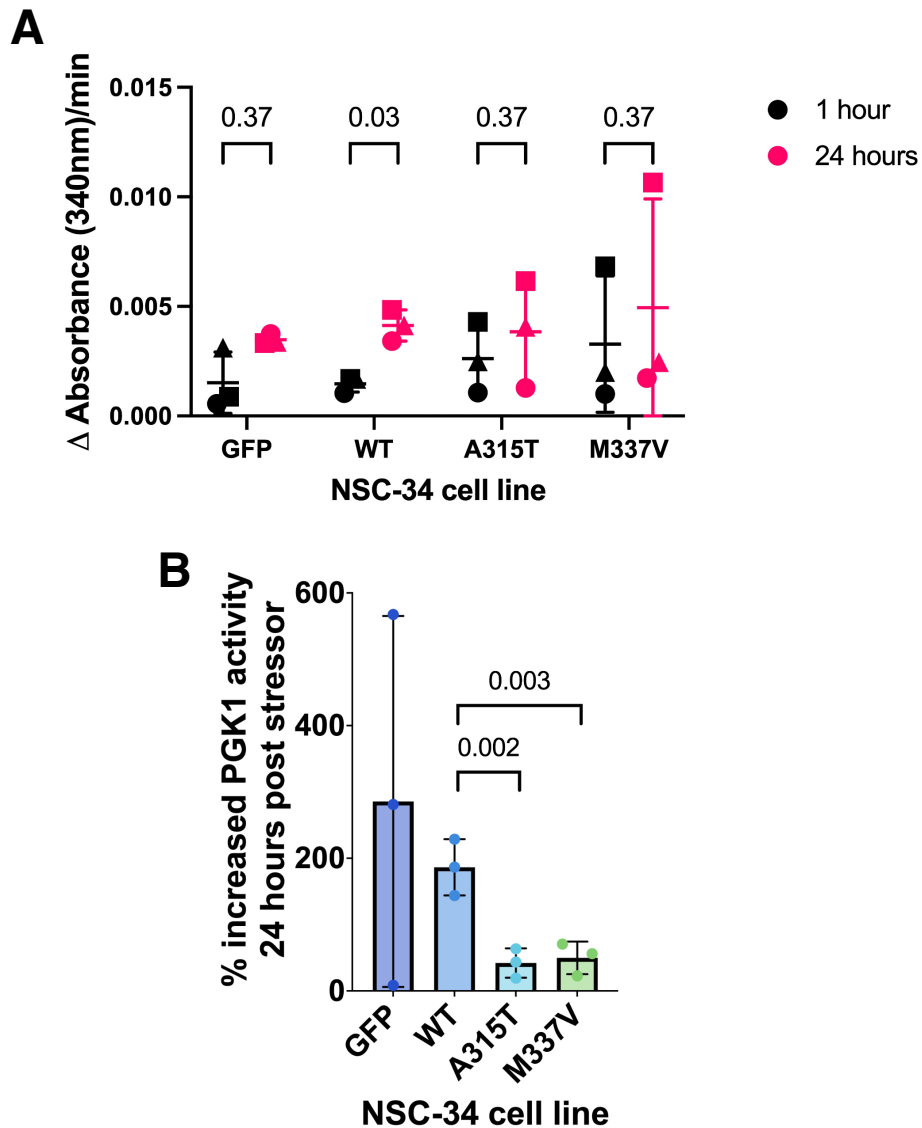 A
Δ Absorbance (340nm)/min
0.015
0.010
0.005
0.000
0.37
0.03
0.37
0.37
1 hour
24 hours
GFP
WT
A315T
M337V
NSC-34 cell line
B
% increased PGK1 activity
24 hours post stressor
600
400
200
0
0.003
0.002
GFP
WT
A315T
M337V
NSC-34 cell line